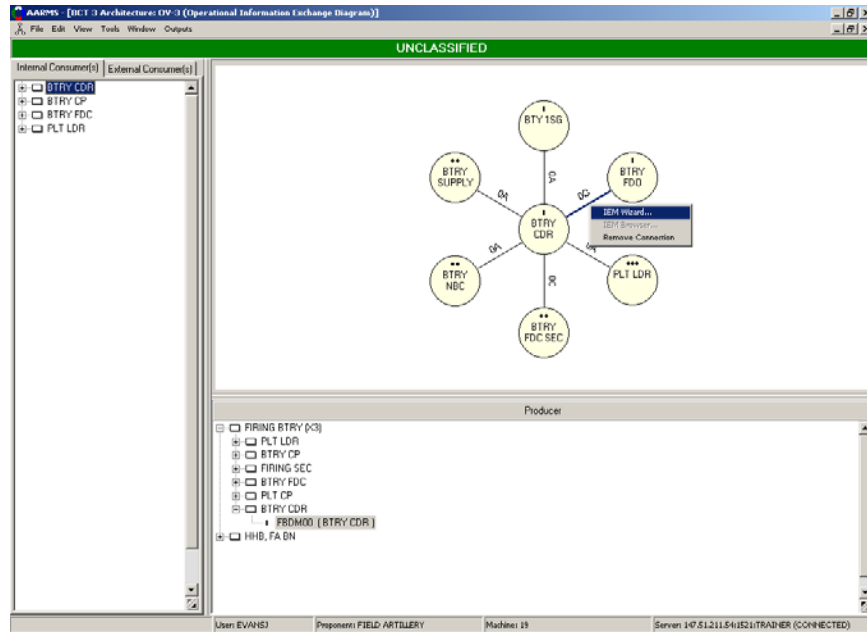 AARMS - [BCT 3 Architecture: OV-3 (Operational Information Exchange Diagram)]
File Edit View Tools Window Outputs
UNCLASSIFIED
Internal Consumer(s) External Consumer(s)
BTRY CDR
BTRY CP
BTRY FDC
PLT LDR
BTY 1SG
BTRY
SUPPLY
BTRY
FDO
BTRY
CDR
BTRY
NBC
PLT LDR
BTRY
FDC SEC
IEM Wizard...
IEM Browser...
Remove Connection
Producer
FIRING BTRY (X3)
PLT LDR
BTRY CP
FIRING SEC
BTRY FDC
PLT CP
BTRY CDR
FBDM00 ( BTRY CDR )
HHB, FA BN
User: EVANSJ Proponent: FIELD ARTILLERY Machine: 19 Server: 147.51.211.54:1521:TRAINER (CONNECTED)